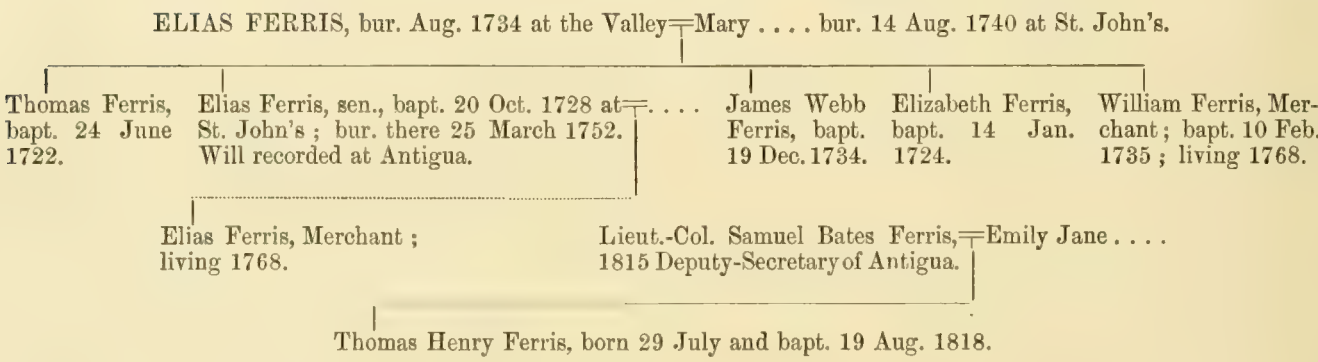 ELIAS FERRIS, bur. Aug. 1734 at the Valley=Mary . . . . bur. 14 Aug. 1740 at St. John's.
Thomas Ferris,
bapt. 24 June
1722.
Elias Ferris, sen., bapt. 20 Oct. 1728 at=. . . .
St. John's ; bur. there 25 March 1752.
Will recorded at Antigua.
James Webb
Ferris, bapt.
19 Dec. 1734.
Elizabeth Ferris,
bapt. 14 Jan.
1724.
William Ferris, Mer-
chant ; bapt. 10 Feb.
1735 ; living 1768.
Elias Ferris, Merchant ;
living 1768.
Lieut.-Col. Samuel Bates Ferris,=Emily Jane . . . .
1815 Deputy-Secretary of Antigua.
Thomas Henry Ferris, born 29 July and bapt. 19 Aug. 1818.